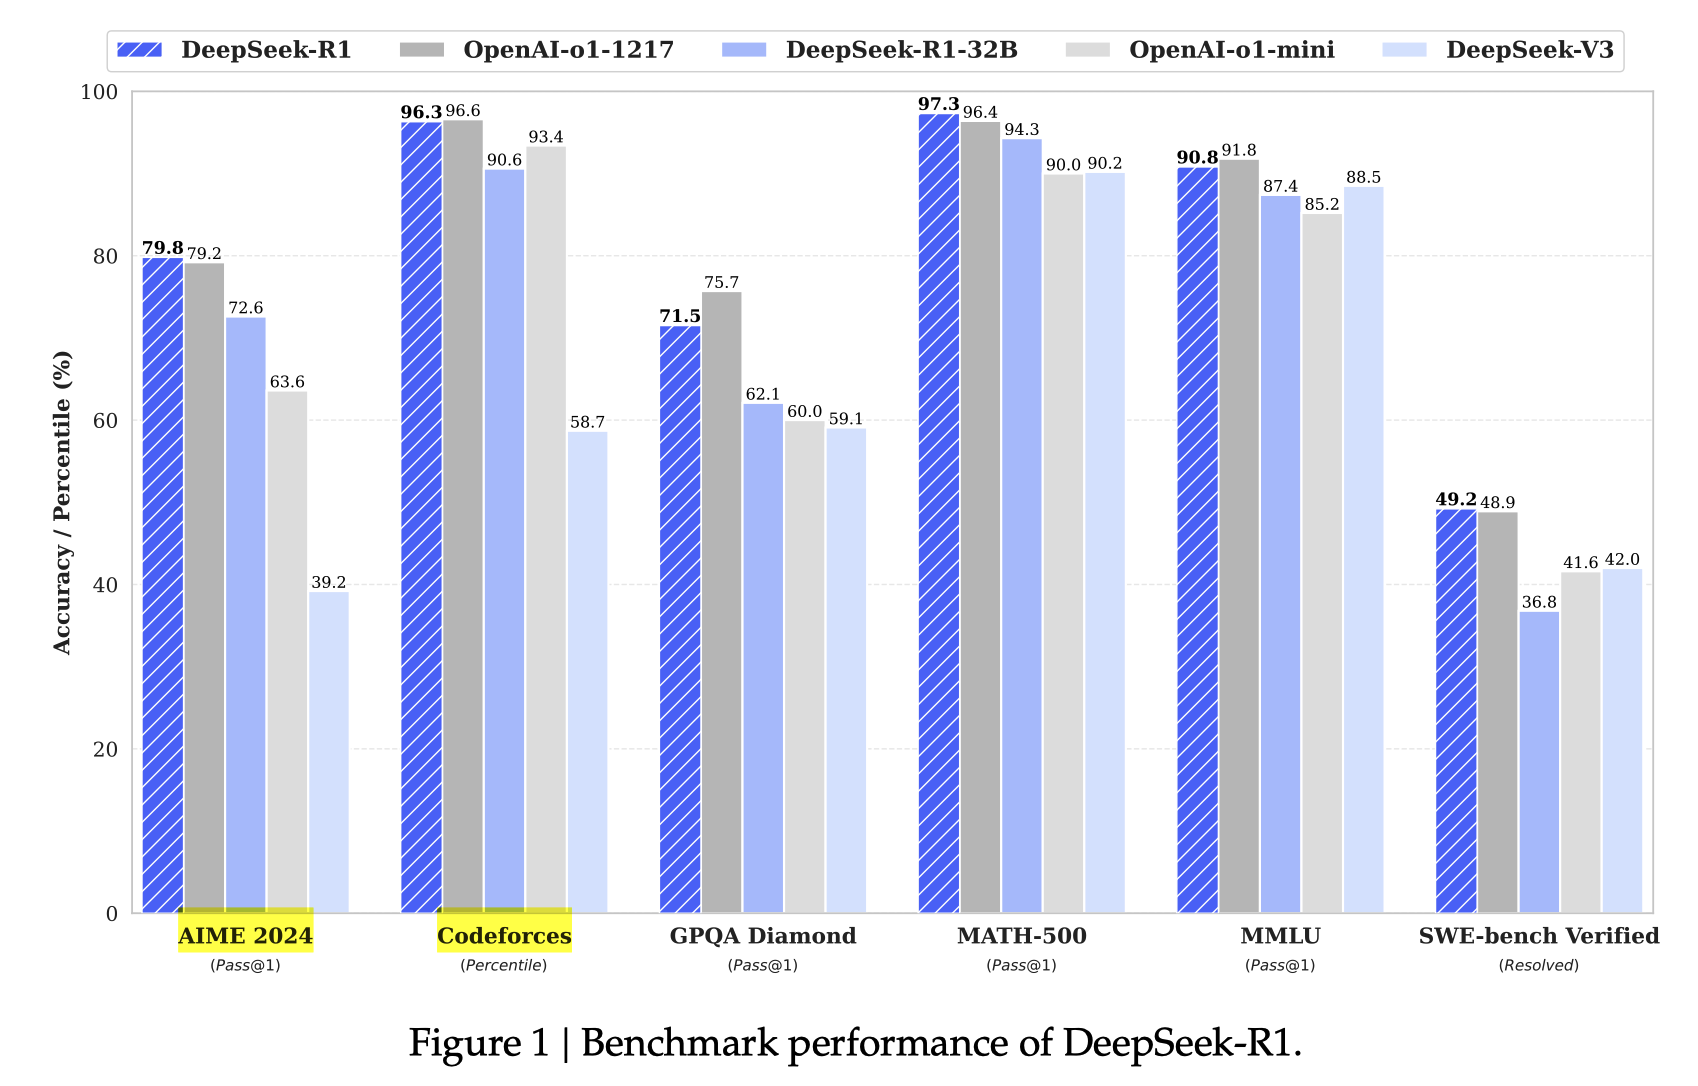 DeepSeek-R1 OpenAI-o1-1217 DeepSeek-R1-32B OpenAI-o1-mini DeepSeek-V3
Accuracy / Percentile (%)
100
80
60
40
20
0
79.8 79.2 72.6 63.6 39.2
96.3 96.6 90.6 93.4 58.7
71.5 75.7 62.1 60.0 59.1
97.3 96.4 94.3 90.0 90.2
90.8 91.8 87.4 85.2 88.5
49.2 48.9 36.8 41.6 42.0
AIME 2024 Codeforces GPQA Diamond MATH-500 MMLU SWE-bench Verified
(Pass@1) (Percentile) (Pass@1) (Pass@1) (Pass@1) (Resolved)
Figure 1 | Benchmark performance of DeepSeek-R1.